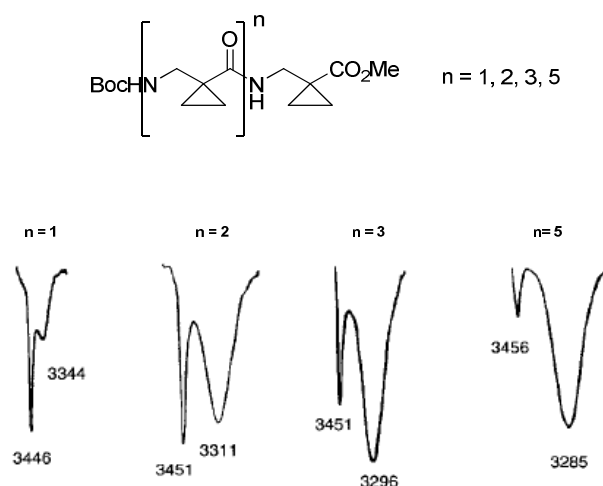 n
O
BocHN
N
H
CO₂Me
n = 1, 2, 3, 5
n = 1
n = 2
n = 3
n= 5
3344
3446
3311
3451
3451
3296
3456
3285